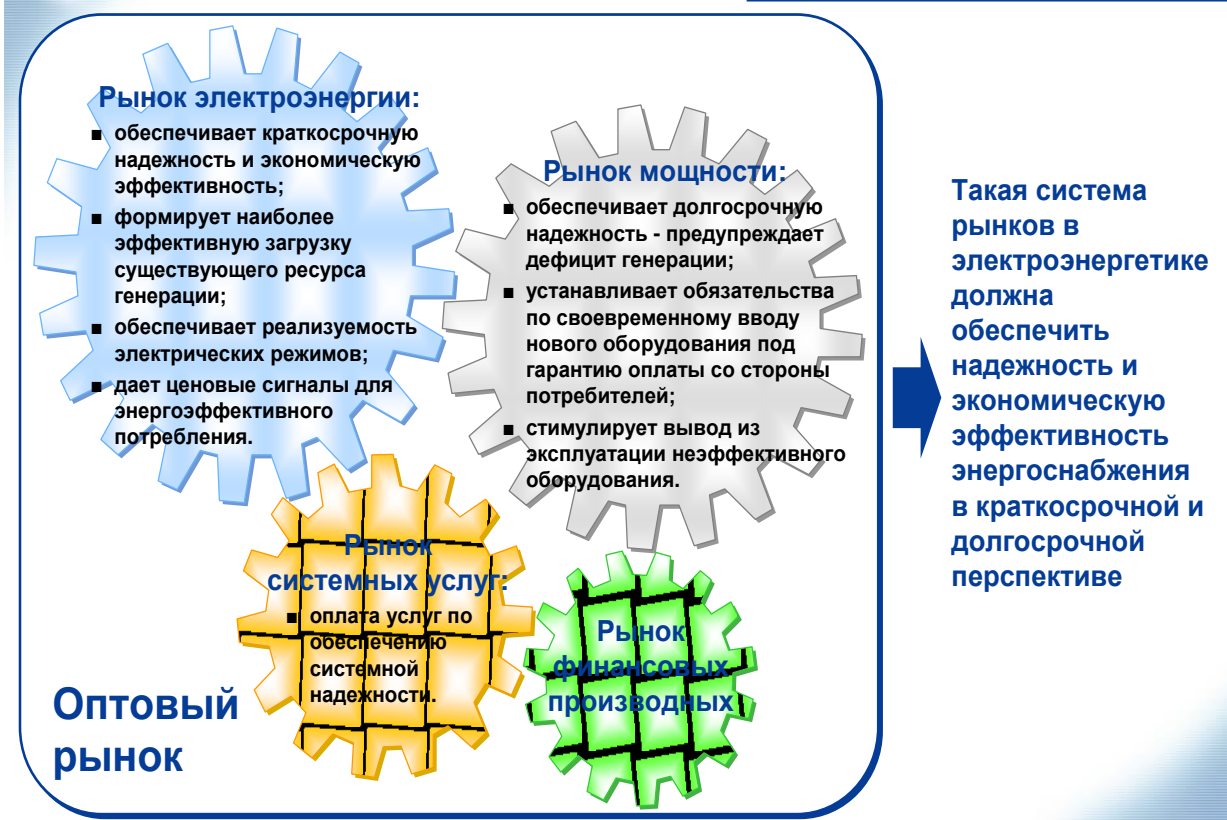 Рынок электроэнергии:
■ обеспечивает краткосрочную
надежность и экономическую
эффективность;
■ формирует наиболее
эффективную загрузку
существующего ресурса
генерации;
■ обеспечивает реализуемость
электрических режимов;
■ дает ценовые сигналы для
энергоэффективного
потребления.
Рынок мощности:
■ обеспечивает долгосрочную
надежность - предупреждает
дефицит генерации;
■ устанавливает обязательства
по своевременному вводу
нового оборудования под
гарантию оплаты со стороны
потребителей;
■ стимулирует вывод из
эксплуатации неэффективного
оборудования.
Рынок
системных услуг:
■ оплата услуг по
обеспечению
системной
надежности.
Рынок
финансовых
производных
Оптовый
рынок
Такая система
рынков в
электроэнергетике
должна
обеспечить
надежность и
экономическую
эффективность
энергоснабжения
в краткосрочной и
долгосрочной
перспективе